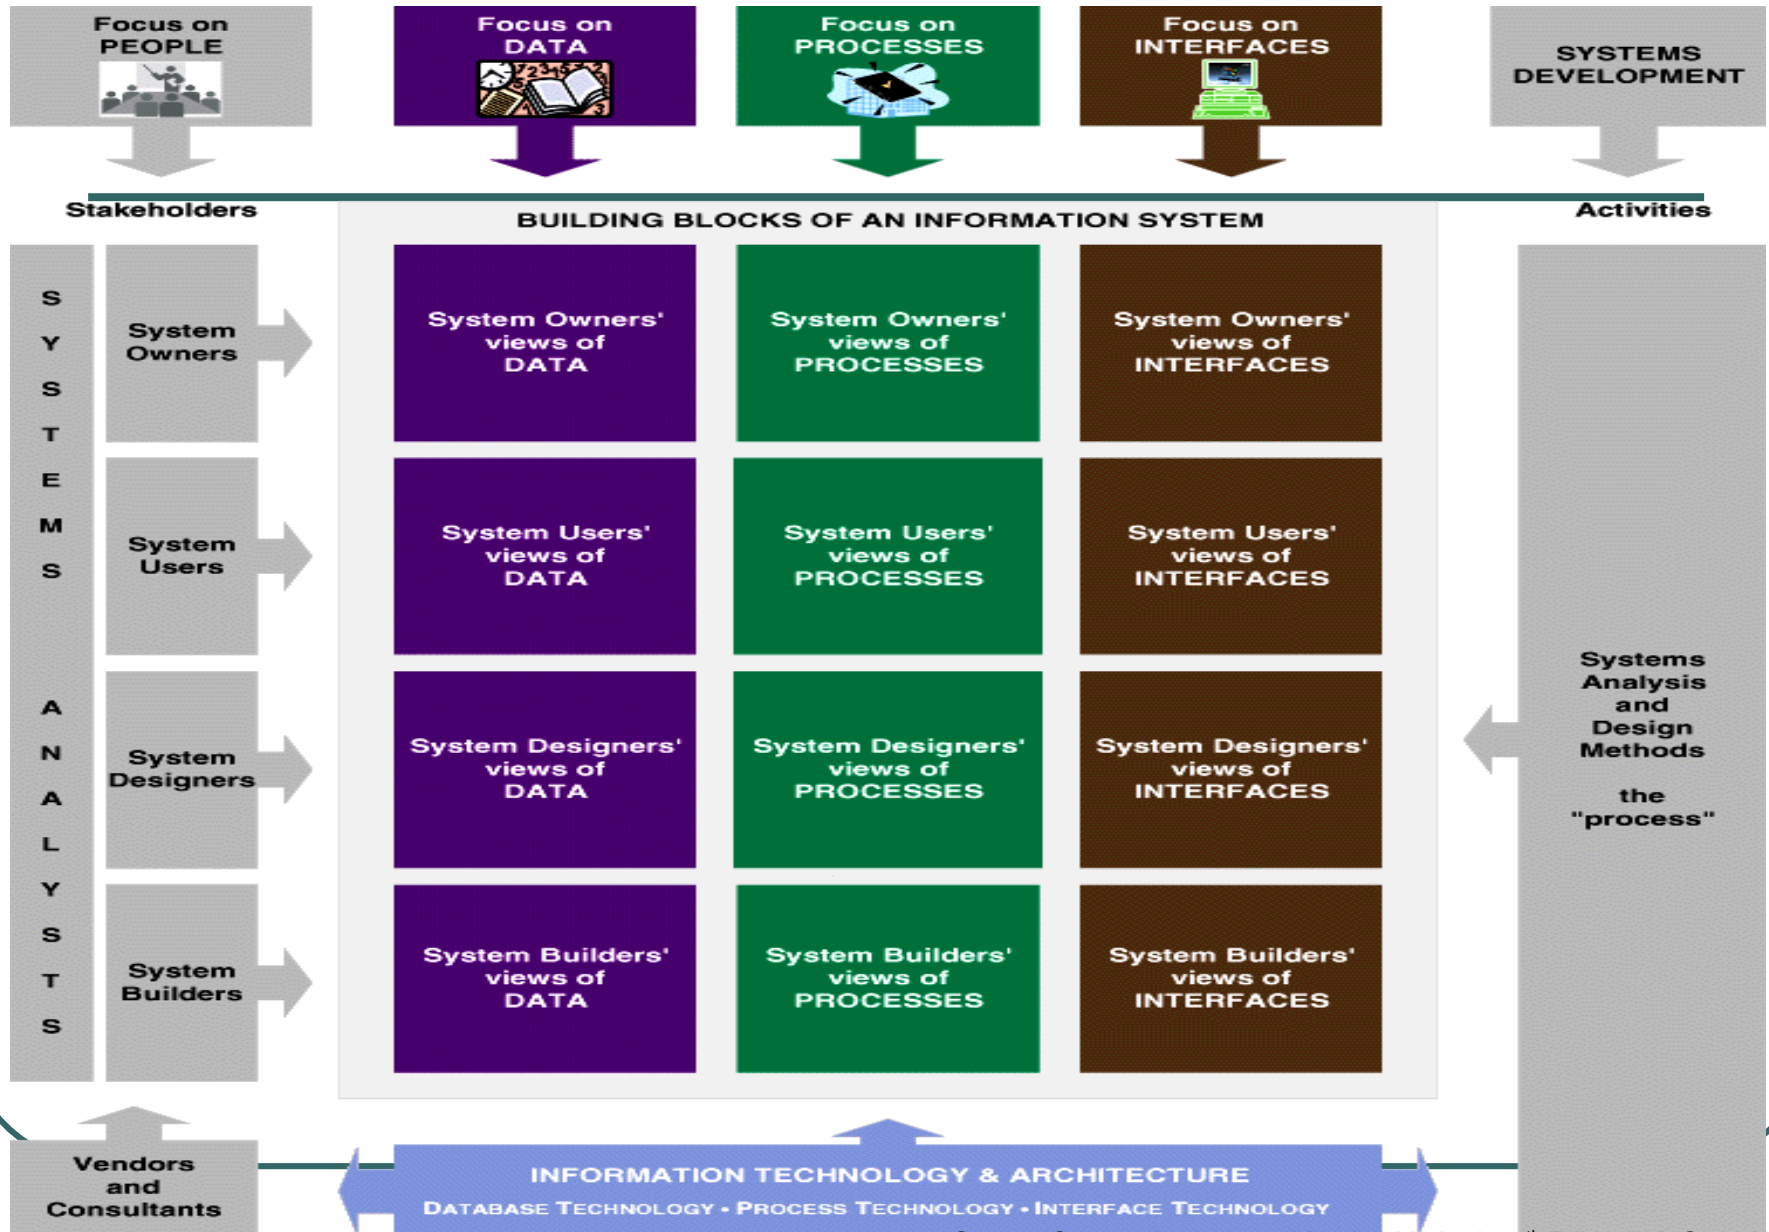 Focus on
PEOPLE
Focus on
DATA
Focus on
PROCESSES
Focus on
INTERFACES
SYSTEMS
DEVELOPMENT
Stakeholders
BUILDING BLOCKS OF AN INFORMATION SYSTEM
Activities
SYSTEMS ANALYSTS
System
Owners
System Owners'
views of
DATA
System Owners'
views of
PROCESSES
System Owners'
views of
INTERFACES
System
Users
System Users'
views of
DATA
System Users'
views of
PROCESSES
System Users'
views of
INTERFACES
System
Designers
System Designers'
views of
DATA
System Designers'
views of
PROCESSES
System Designers'
views of
INTERFACES
System
Builders
System Builders'
views of
DATA
System Builders'
views of
PROCESSES
System Builders'
views of
INTERFACES
Systems
Analysis
and
Design
Methods
the
"process"
Vendors
and
Consultants
INFORMATION TECHNOLOGY & ARCHITECTURE
DATABASE TECHNOLOGY • PROCESS TECHNOLOGY • INTERFACE TECHNOLOGY